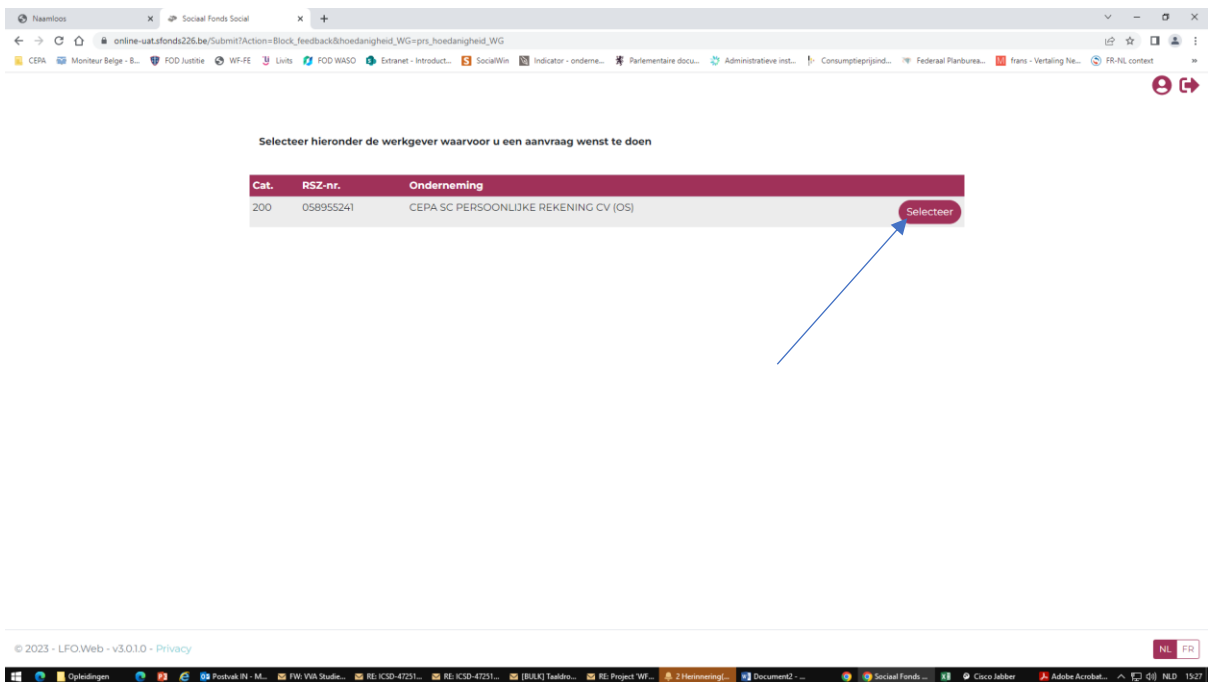 Naamloos Sociaal Fonds Social
online-uat.sfonds226.be/Submit?Action=Block_feedback&hoedanigheid_WG=prs_hoedanigheid_WG
CEPA Moniteur Belge - B... FOD Justitie WF-FE Livits FOD WASO Extranet - Introduct... SocialWin Indicator - onderne... Parlementaire docu... Administratieve inst... Consumptieprijsind... Federaal Planburea... frans - Vertaling Ne... FR-NL context »
Selecteer hieronder de werkgever waarvoor u een aanvraag wenst te doen
Cat. RSZ-nr. Onderneming
200 058955241 CEPA SC PERSOONLIJKE REKENING CV (OS) Selecteer
© 2023 - LFO.Web - v3.0.1.0 - Privacy NL FR
Opleidingen Postvak IN - M... FW: VVA Studie... RE: ICSD-47251... RE: ICSD-47251... [BULK] Taaldro... RE: Project 'WF... 2 Herinnering(... Document2 - ... Sociaal Fonds ... Cisco Jabber Adobe Acrobat... NLD 15:27